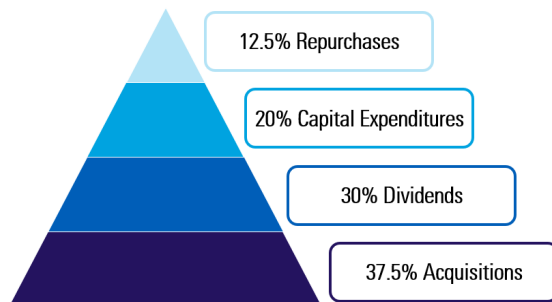 12.5% Repurchases
20% Capital Expenditures
30% Dividends
37.5% Acquisitions